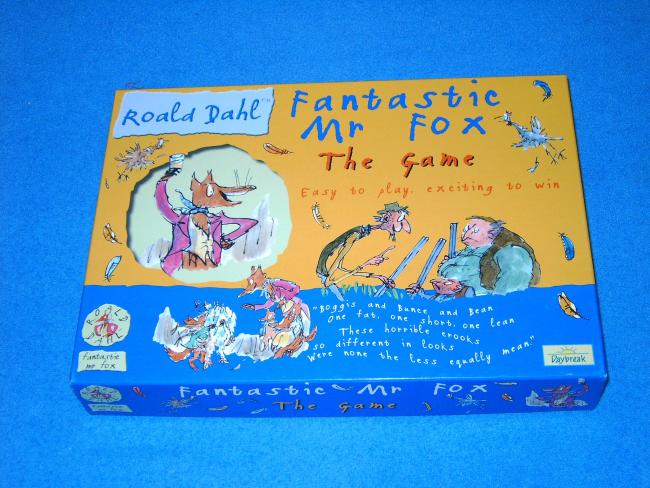 Roald Dahl™
Fantastic
Mr Fox
The Game
Easy to play, exciting to win
"Boggis and Bunce and Bean
One fat, one short, one lean
These horrible crooks
so different in looks
Were none the less equally mean."
ROALD
DAHL
fantastic
mr fox
Daybreak
Fantastic Mr Fox
The Game